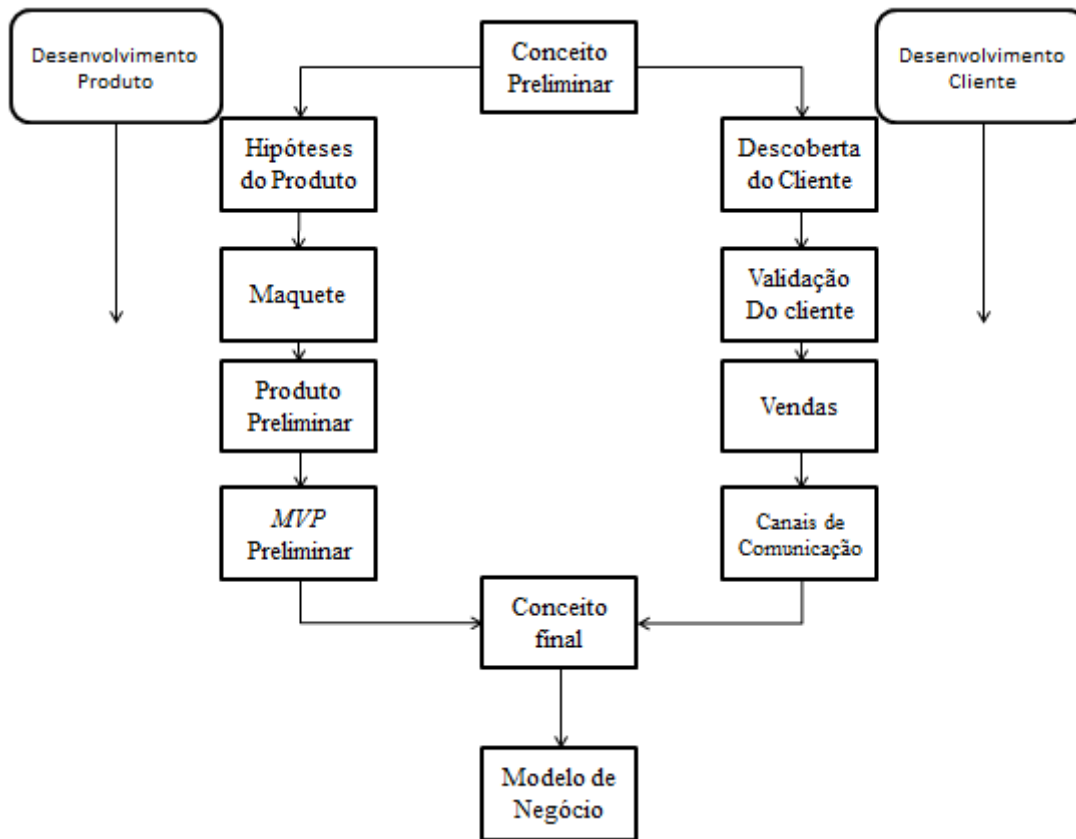 Desenvolvimento
Produto
Conceito
Preliminar
Desenvolvimento
Cliente
Hipóteses
do Produto
Descoberta
do Cliente
Maquete
Validação
Do cliente
Produto
Preliminar
Vendas
MVP
Preliminar
Canais de
Comunicação
Conceito
final
Modelo de
Negócio